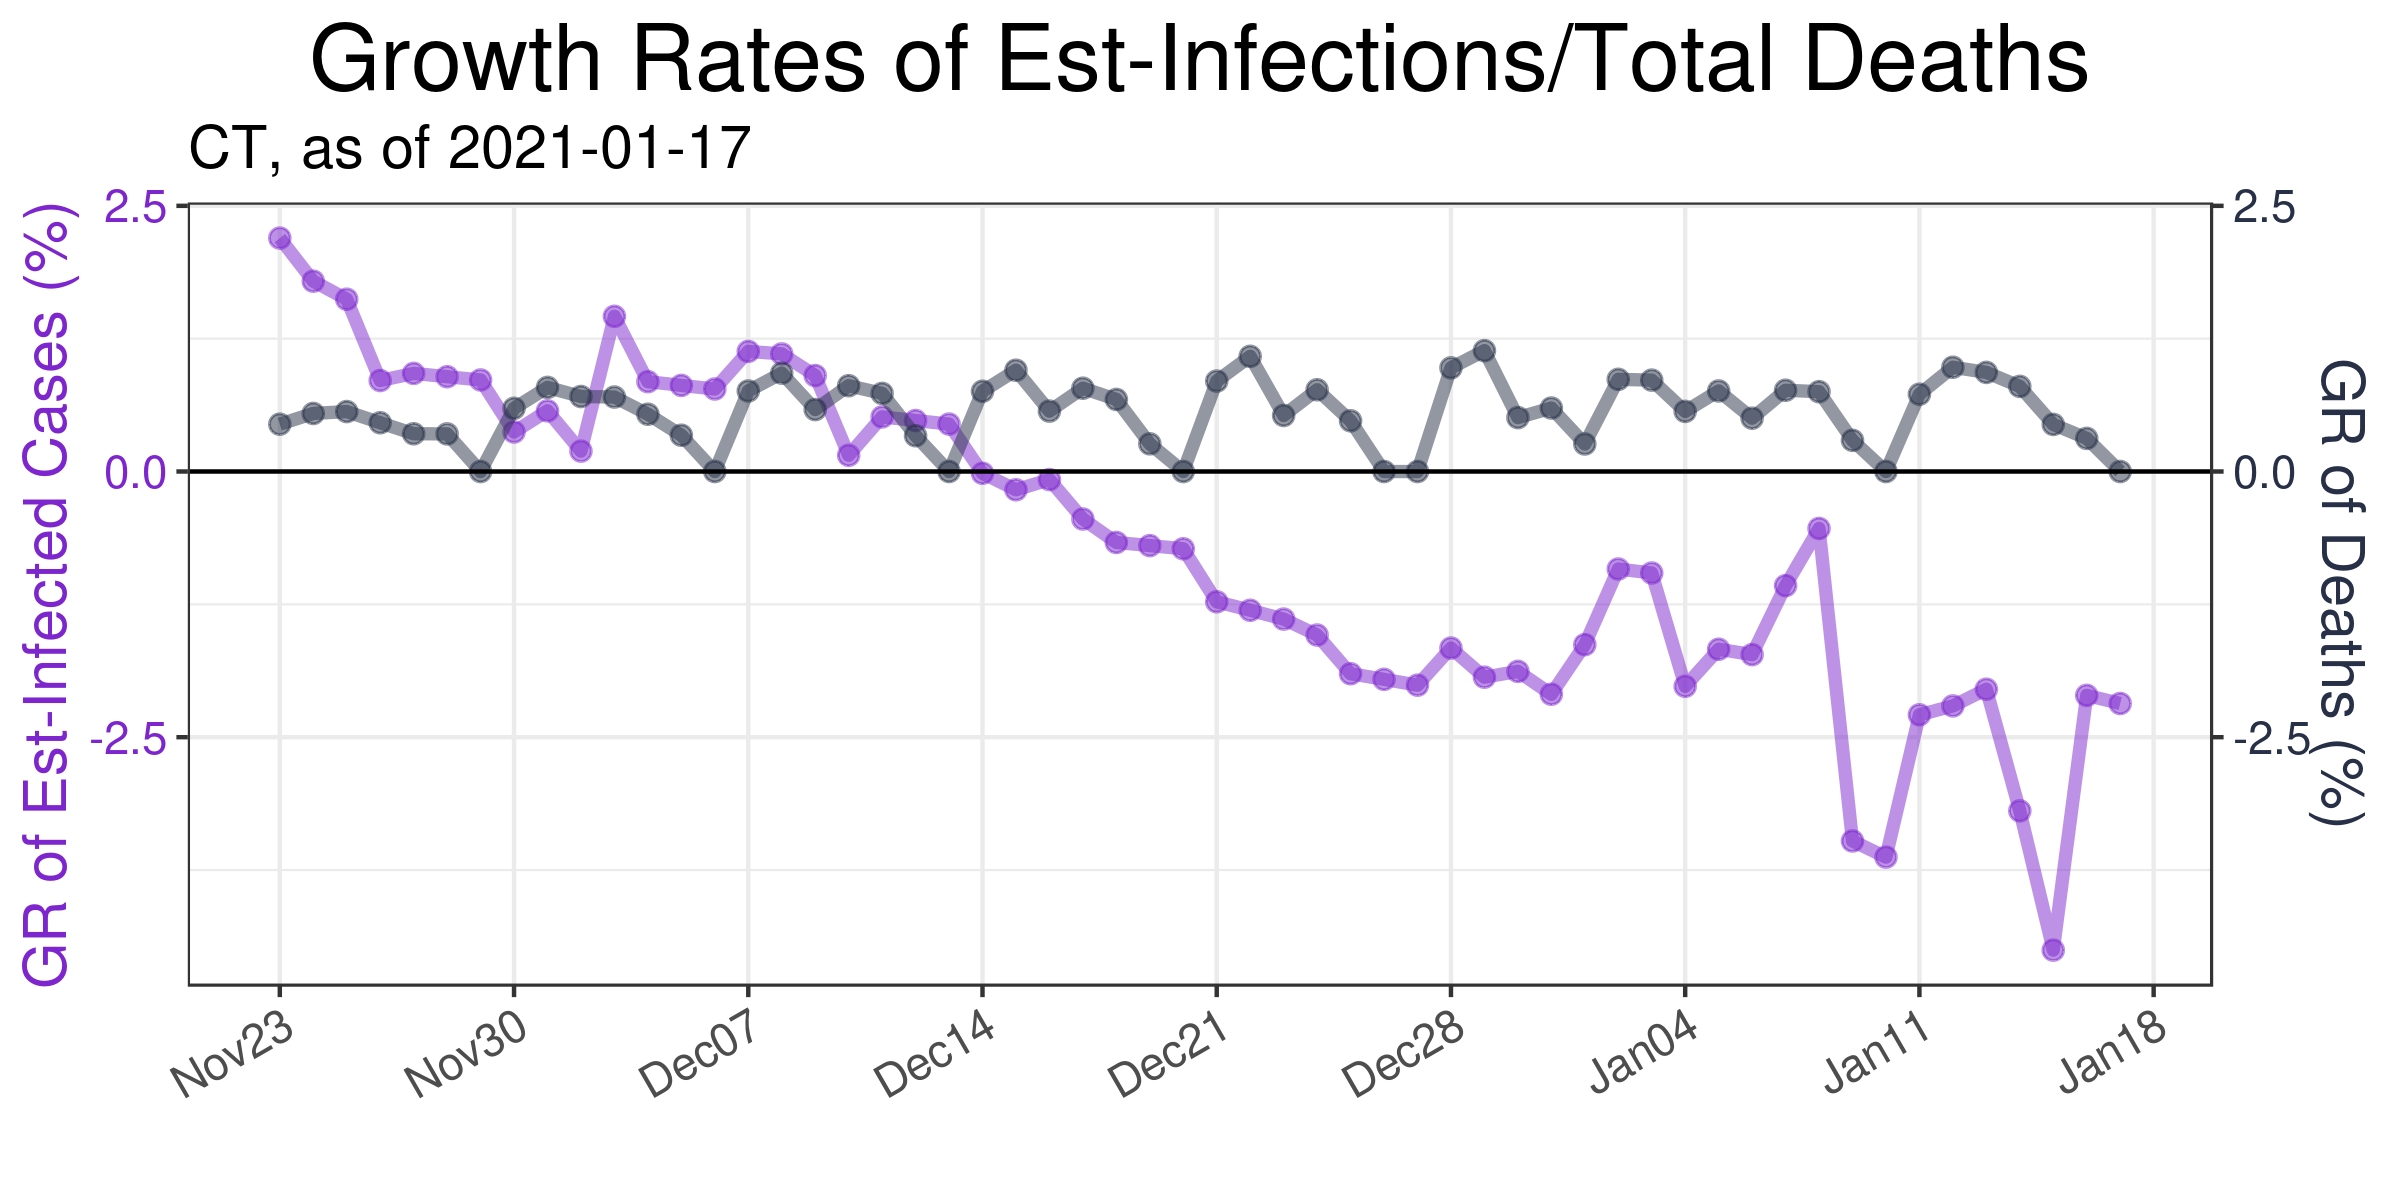 Growth Rates of Est-Infections/Total Deaths
CT, as of 2021-01-17
GR of Est-Infected Cases (%)
2.5
0.0
-2.5
2.5
0.0
-2.5
GR of Deaths (%)
Nov23
Nov30
Dec07
Dec14
Dec21
Dec28
Jan04
Jan11
Jan18